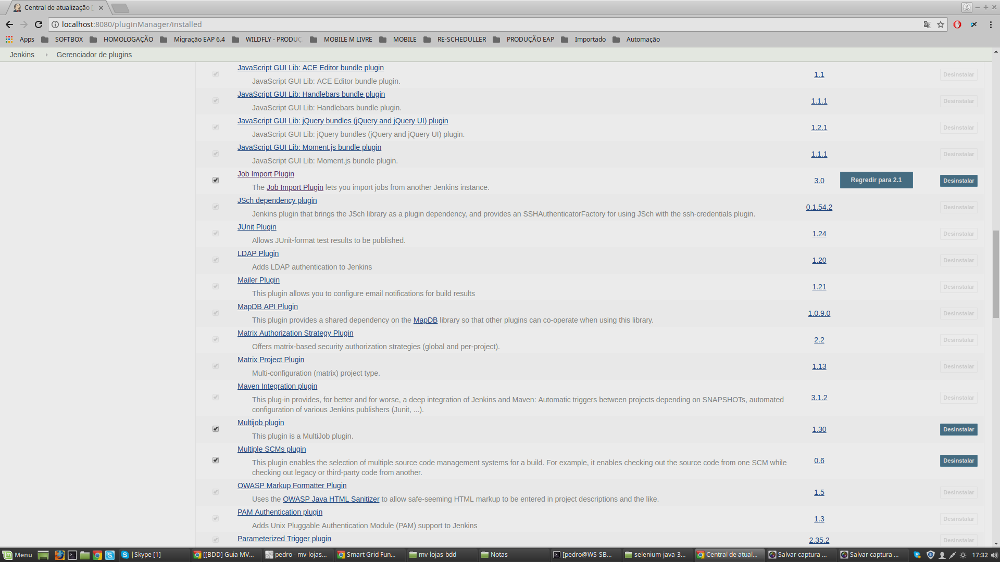 Central de atualização [
localhost:8080/pluginManager/installed
Apps SOFTBOX HOMOLOGAÇÃO Migração EAP 6.4 WILDFLY - PRODUÇ MOBILE M LIVRE MOBILE RE-SCHEDULLER PRODUÇÃO EAP Importado Automação
Jenkins Gerenciador de plugins
JavaScript GUI Lib: ACE Editor bundle plugin
JavaScript GUI Lib: ACE Editor bundle plugin.
1.1 Desinstalar
JavaScript GUI Lib: Handlebars bundle plugin
JavaScript GUI Lib: Handlebars bundle plugin.
1.1.1 Desinstalar
JavaScript GUI Lib: jQuery bundles (jQuery and jQuery UI) plugin
JavaScript GUI Lib: jQuery bundles (jQuery and jQuery UI) plugin.
1.2.1 Desinstalar
JavaScript GUI Lib: Moment.js bundle plugin
JavaScript GUI Lib: Moment.js bundle plugin.
1.1.1 Desinstalar
Job Import Plugin
The Job Import Plugin lets you import jobs from another Jenkins instance.
3.0 Regredir para 2.1 Desinstalar
JSch dependency plugin
Jenkins plugin that brings the JSch library as a plugin dependency, and provides an SSHAuthenticatorFactory for using JSch with the ssh-credentials plugin.
0.1.54.2 Desinstalar
JUnit Plugin
Allows JUnit-format test results to be published.
1.24 Desinstalar
LDAP Plugin
Adds LDAP authentication to Jenkins
1.20 Desinstalar
Mailer Plugin
This plugin allows you to configure email notifications for build results
1.21 Desinstalar
MapDB API Plugin
This plugin provides a shared dependency on the MapDB library so that other plugins can co-operate when using this library.
1.0.9.0 Desinstalar
Matrix Authorization Strategy Plugin
Offers matrix-based security authorization strategies (global and per-project).
2.2 Desinstalar
Matrix Project Plugin
Multi-configuration (matrix) project type.
1.13 Desinstalar
Maven Integration plugin
This plug-in provides, for better and for worse, a deep integration of Jenkins and Maven: Automatic triggers between projects depending on SNAPSHOTs, automated
configuration of various Jenkins publishers (Junit, ...).
3.1.2 Desinstalar
Multijob plugin
This plugin is a MultiJob plugin.
1.30 Desinstalar
Multiple SCMs plugin
This plugin enables the selection of multiple source code management systems for a build. For example, it enables checking out the source code from one SCM while
checking out legacy or third-party code from another.
0.6 Desinstalar
OWASP Markup Formatter Plugin
Uses the OWASP Java HTML Sanitizer to allow safe-seeming HTML markup to be entered in project descriptions and the like.
1.5 Desinstalar
PAM Authentication plugin
Adds Unix Pluggable Authentication Module (PAM) support to Jenkins
1.3 Desinstalar
Parameterized Trigger plugin
2.35.2 Desinstalar
Menu |Skype [1] [[BDD] Guia MV... pedro - mv-lojas... Smart Grid Fun... mv-lojas-bdd Notas [pedro@WS-SB... selenium-java-3... Central de atual... Salvar captura ... Salvar captura ... 17:32